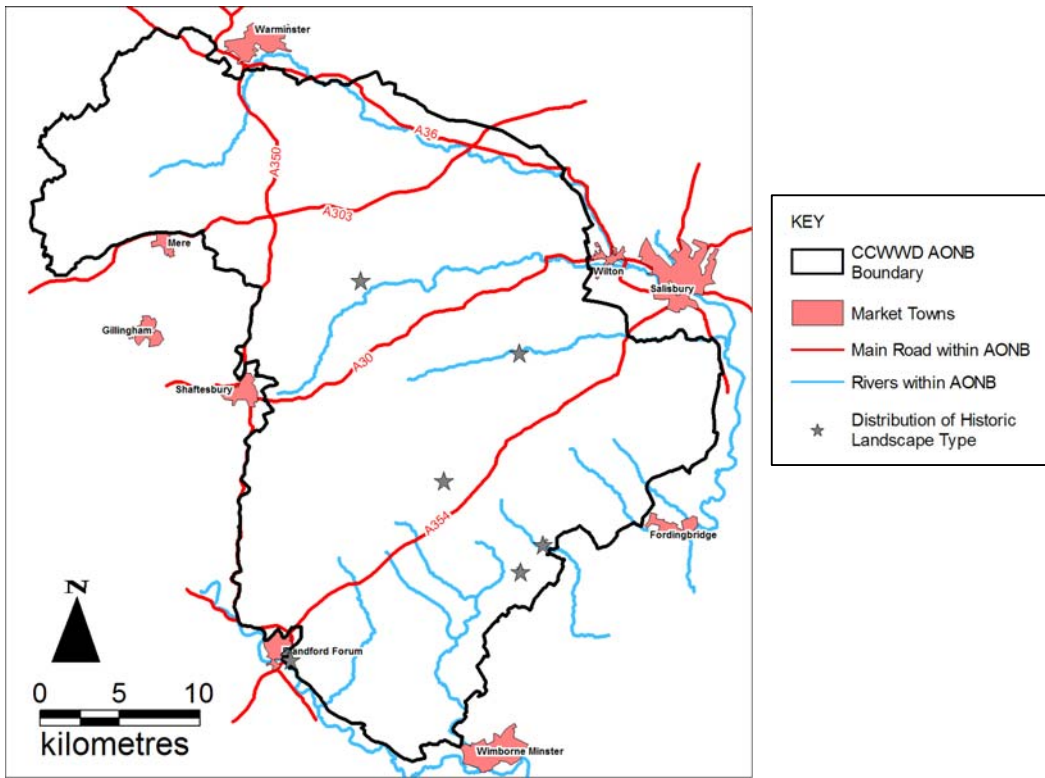 Warminster
A36
A350
A303
Mere
Wilton
Salisbury
Gillingham
A30
Shaftesbury
A354
Fordingbridge
N
landford Forum
0 5 10
kilometres
Wimborne Minster
KEY
CCWWD AONB
Boundary
Market Towns
Main Road within AONB
Rivers within AONB
Distribution of Historic
Landscape Type